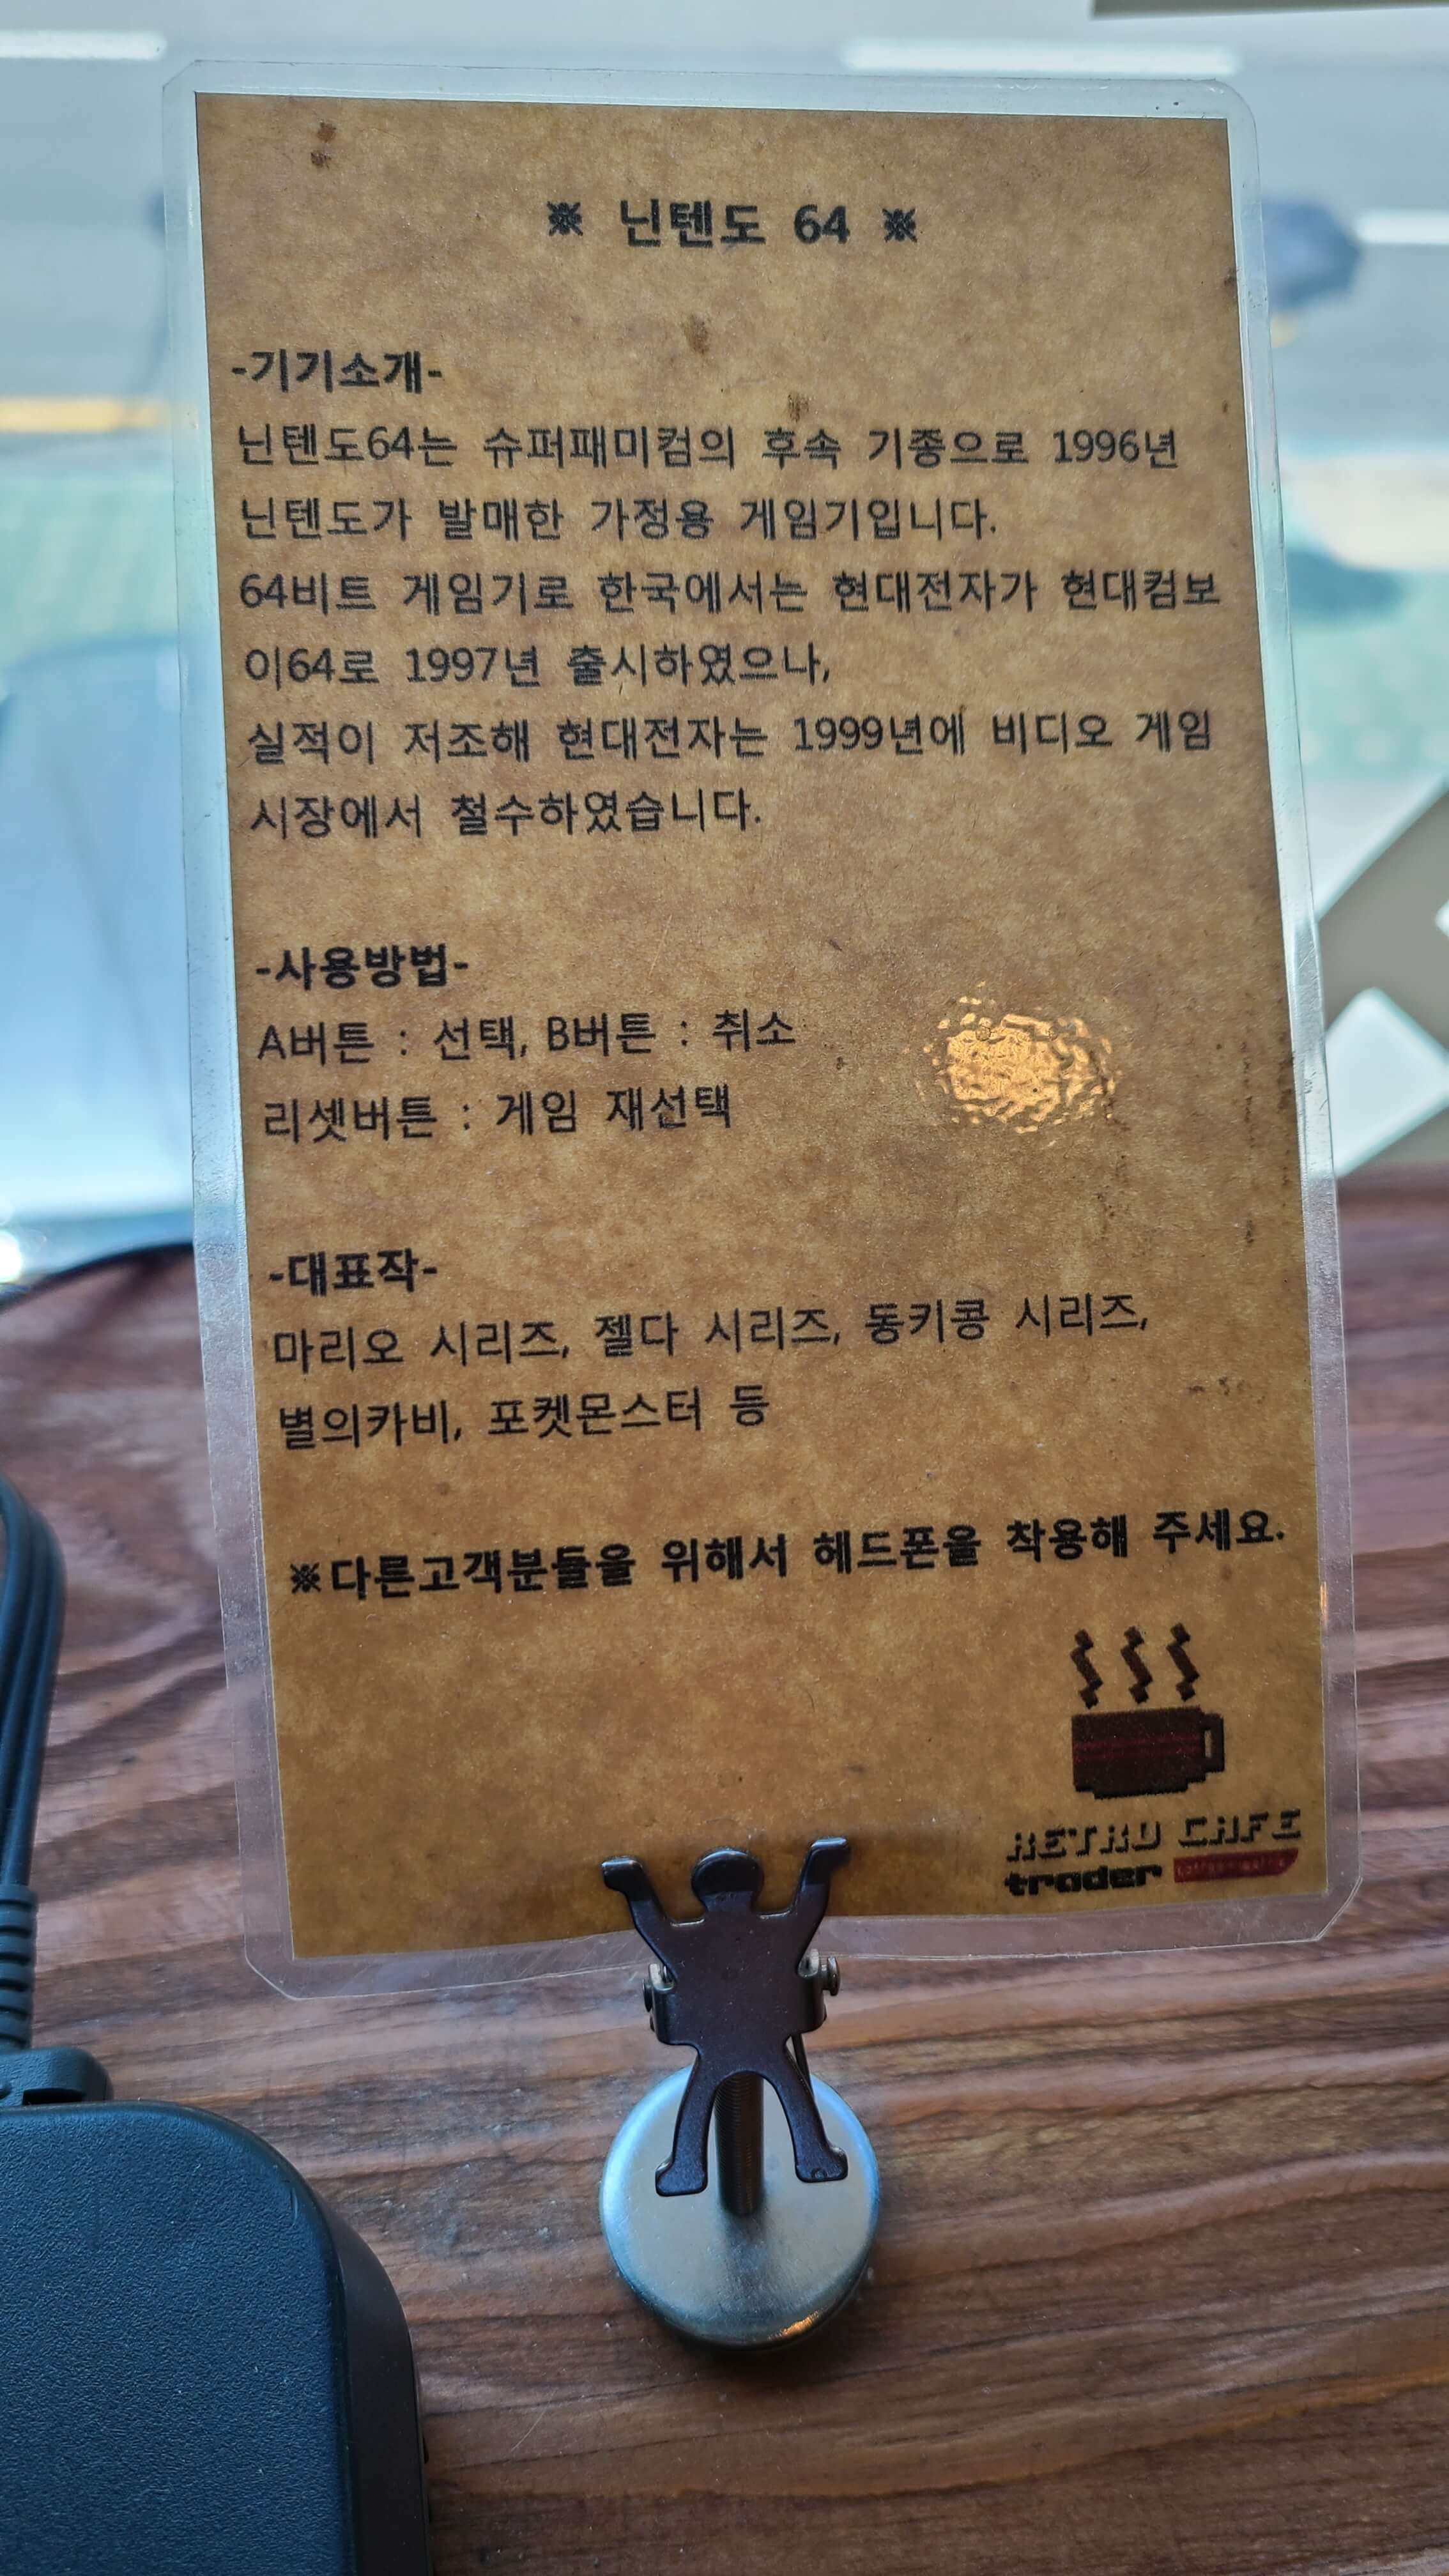 ※ 닌텐도 64 ※
-기기소개-
닌텐도64는 슈퍼패미컴의 후속 기종으로 1996년
닌텐도가 발매한 가정용 게임기입니다.
64비트 게임기로 한국에서는 현대전자가 현대컴보
이64로 1997년 출시하였으나,
실적이 저조해 현대전자는 1999년에 비디오 게임
시장에서 철수하였습니다.
-사용방법-
A버튼 : 선택, B버튼 : 취소
리셋버튼 : 게임 재선택
-대표작-
마리오 시리즈, 젤다 시리즈, 동키콩 시리즈,
별의카비, 포켓몬스터 등
※다른고객분들을 위해서 헤드폰을 착용해 주세요.
RETRO CAFE
trader